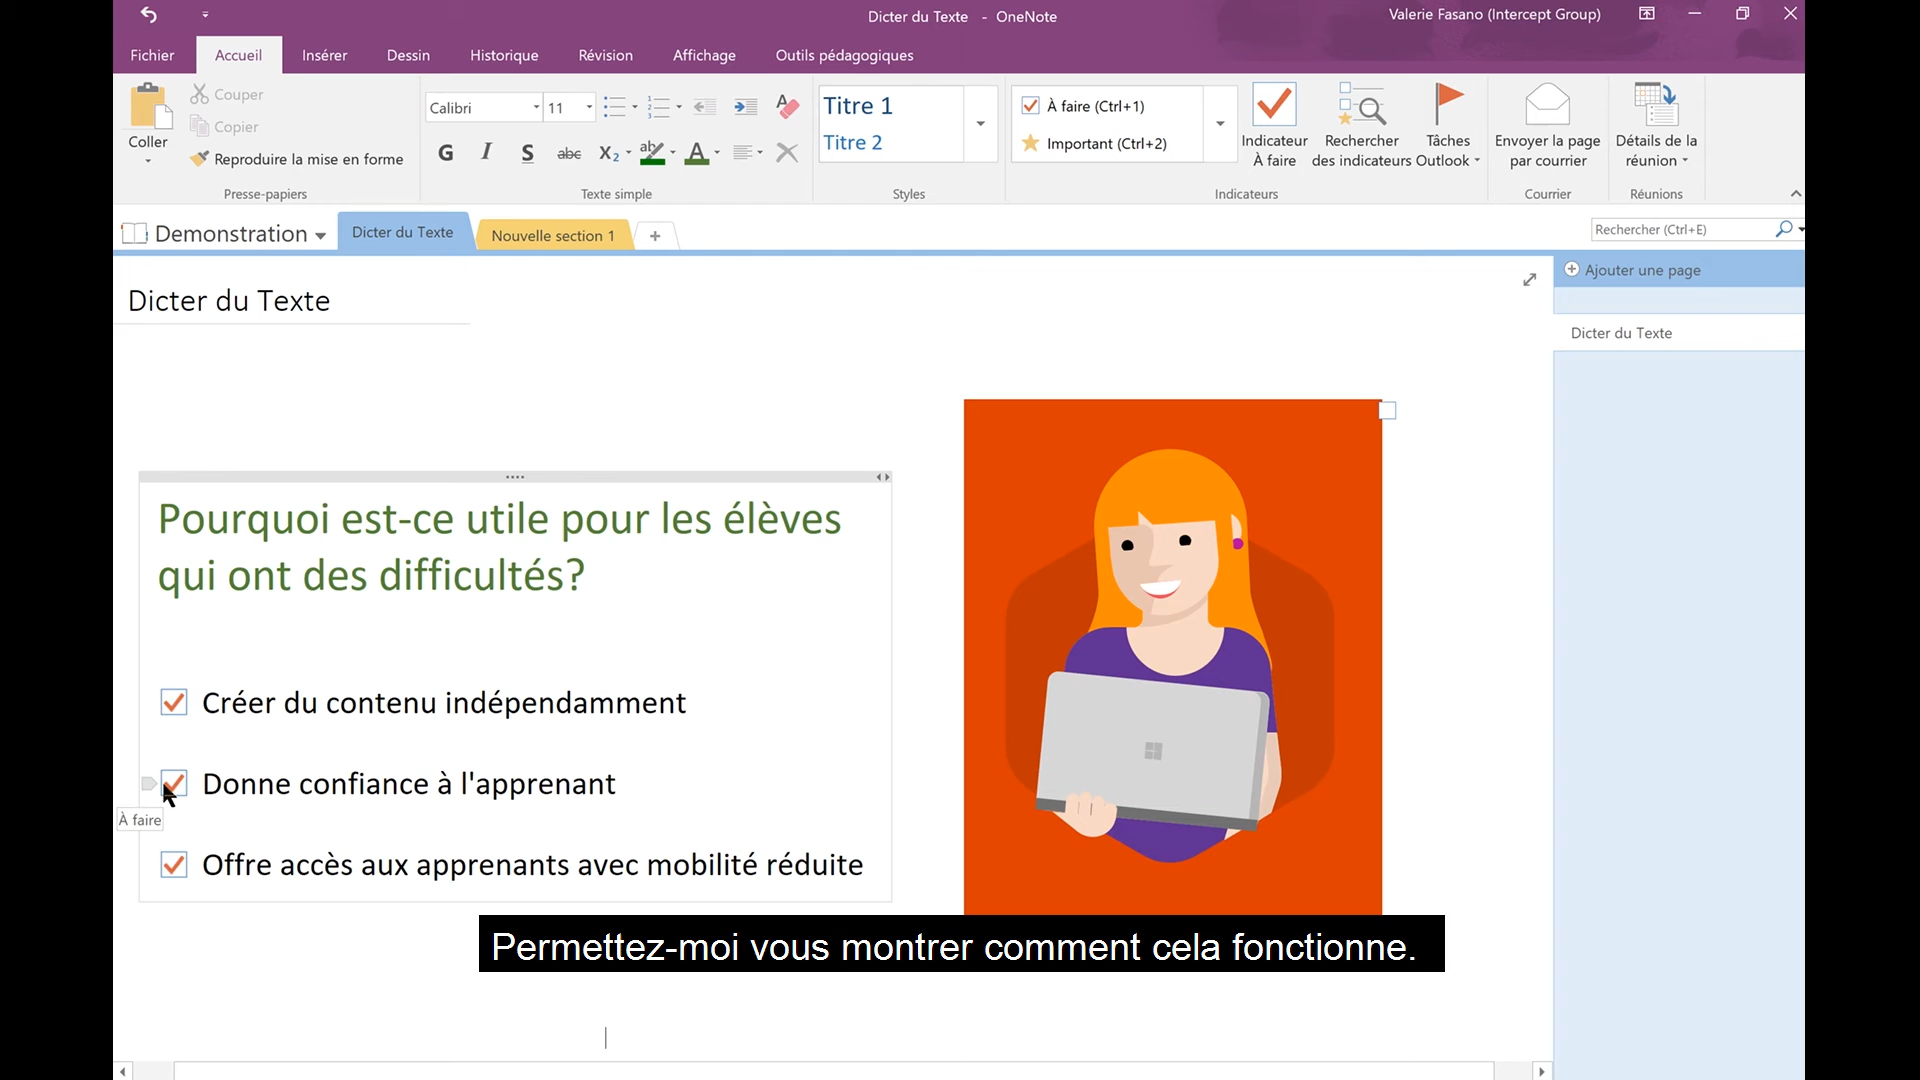 Dicter du Texte - OneNote
Valerie Fasano (Intercept Group)
Fichier Accueil Insérer Dessin Historique Révision Affichage Outils pédagogiques
Coller
Couper
Copier
Reproduire la mise en forme
Presse-papiers
Calibri 11
G I S abc X₂ ab A
Texte simple
Titre 1
Titre 2
Styles
À faire (Ctrl+1)
Important (Ctrl+2)
Indicateur
À faire
Rechercher
des indicateurs
Tâches
Outlook
Indicateurs
Envoyer la page
par courrier
Courrier
Détails de la
réunion
Réunions
Demonstration
Dicter du Texte
Nouvelle section 1
+
Rechercher (Ctrl+E)
Ajouter une page
Dicter du Texte
Dicter du Texte
Pourquoi est-ce utile pour les élèves
qui ont des difficultés?
Créer du contenu indépendamment
Donne confiance à l'apprenant
À faire
Offre accès aux apprenants avec mobilité réduite
Permettez-moi vous montrer comment cela fonctionne.